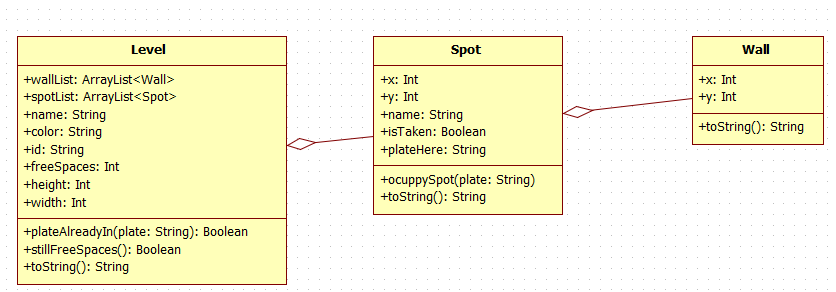 Level
+wallList: ArrayList<Wall>
+spotList: ArrayList<Spot>
+name: String
+color: String
+id: String
+freeSpaces: Int
+height: Int
+width: Int
+plateAlreadyIn(plate: String): Boolean
+stillFreeSpaces(): Boolean
+toString(): String
Spot
+x: Int
+y: Int
+name: String
+isTaken: Boolean
+plateHere: String
+ocuppySpot(plate: String)
+toString(): String
Wall
+x: Int
+y: Int
+toString(): String